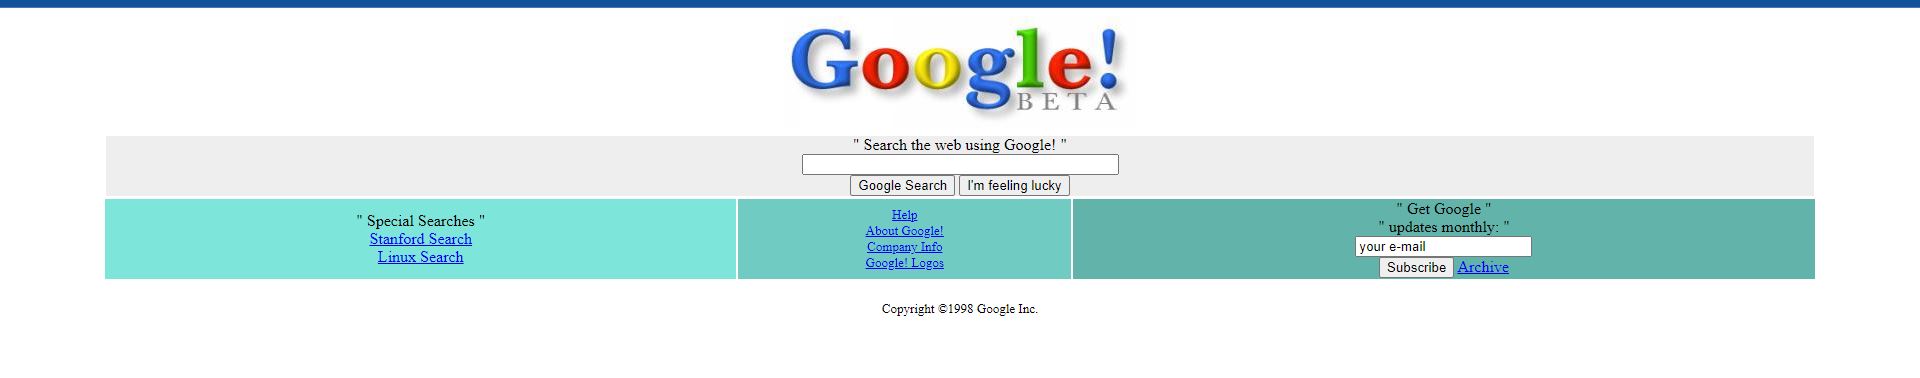 Google!
BETA
" Search the web using Google! "
Google Search I'm feeling lucky
" Special Searches "
Stanford Search
Linux Search
Help
About Google!
Company Info
Google! Logos
" Get Google "
" updates monthly: "
your e-mail
Subscribe Archive
Copyright ©1998 Google Inc.